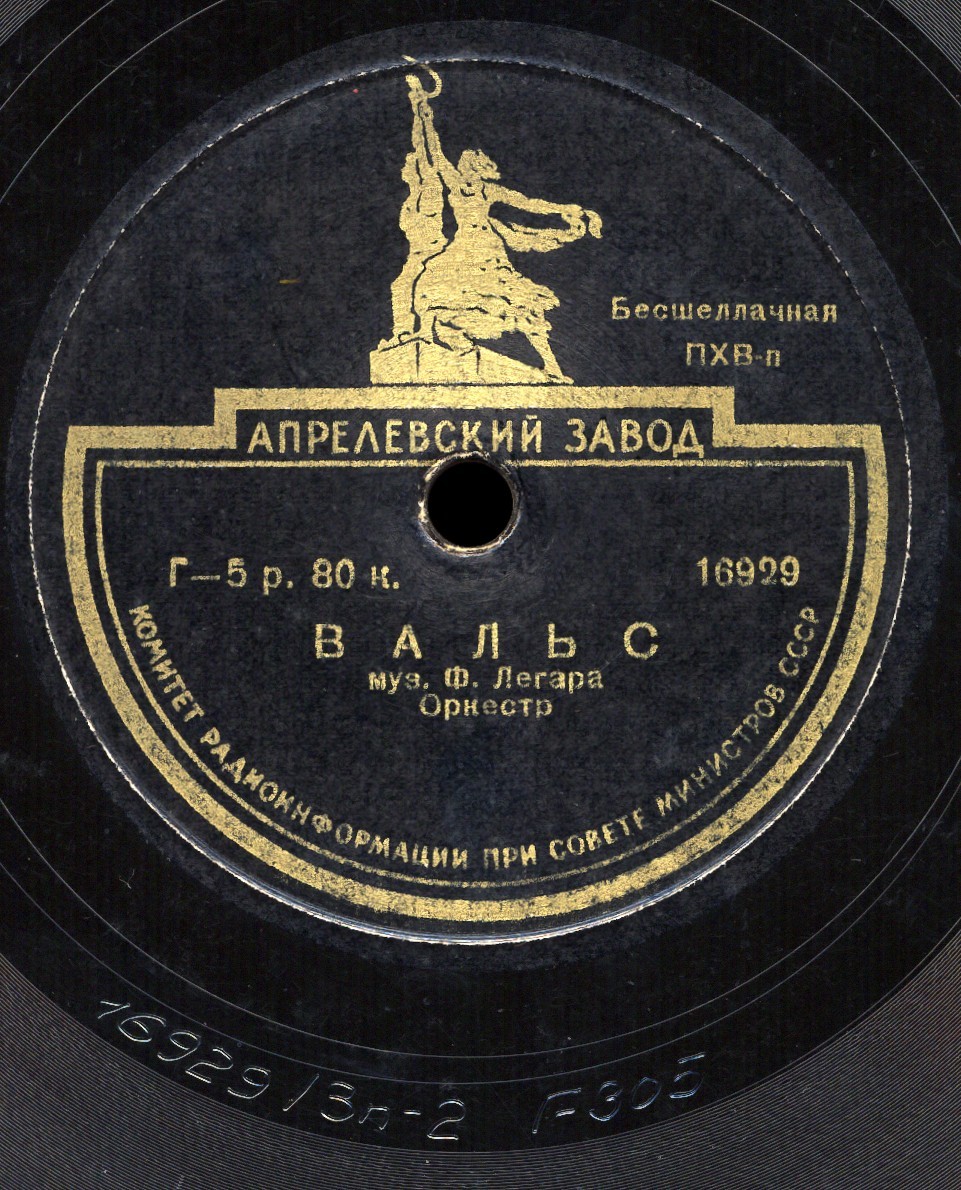 Бесшеллачная
ПХВ-п
АПРЕЛЕВСКИЙ ЗАВОД
Г—5 р. 80 к.
16929
ВАЛЬС
муз. Ф. Легара
Оркестр
КОМИТЕТ РАДИОИНФОРМАЦИИ ПРИ СОВЕТЕ МИНИСТРОВ СССР
16929/3п-2 Г-305